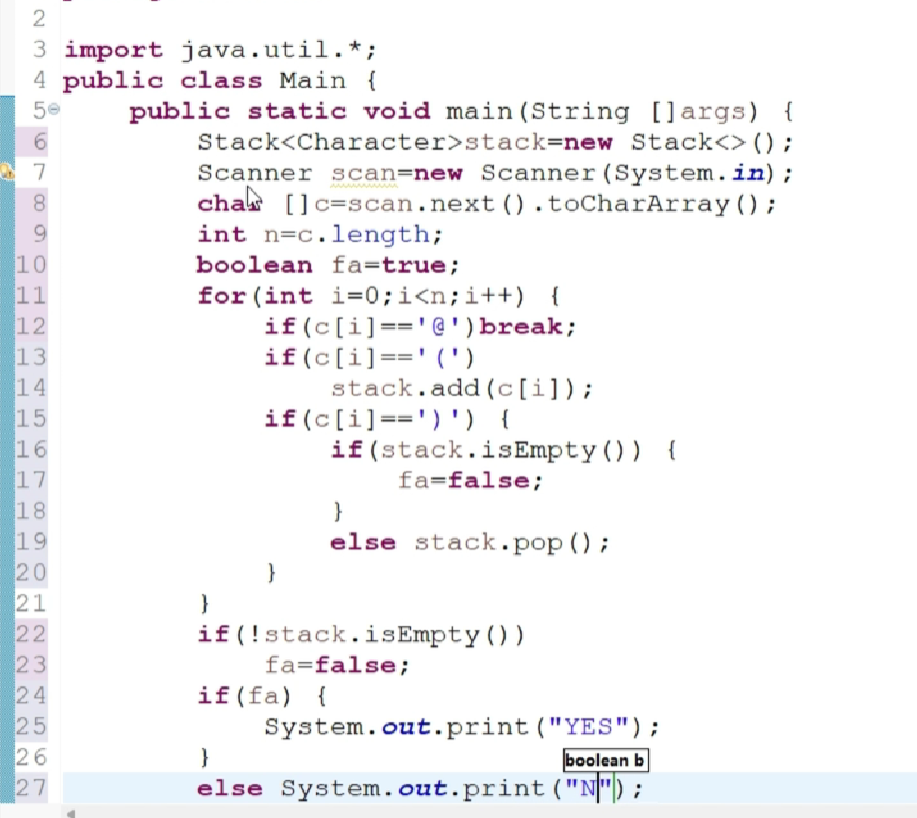 2
3 import java.util.*;
4 public class Main {
5 public static void main(String []args) {
6 Stack<Character>stack=new Stack<>();
7 Scanner scan=new Scanner(System.in);
8 char []c=scan.next().toCharArray();
9 int n=c.length;
10 boolean fa=true;
11 for(int i=0;i<n;i++) {
12 if(c[i]=='@')break;
13 if(c[i]=='(')
14 stack.add(c[i]);
15 if(c[i]==')') {
16 if(stack.isEmpty()) {
17 fa=false;
18 }
19 else stack.pop();
20 }
21 }
22 if(!stack.isEmpty())
23 fa=false;
24 if(fa) {
25 System.out.print("YES");
26 }
boolean b
27 else System.out.print("N");